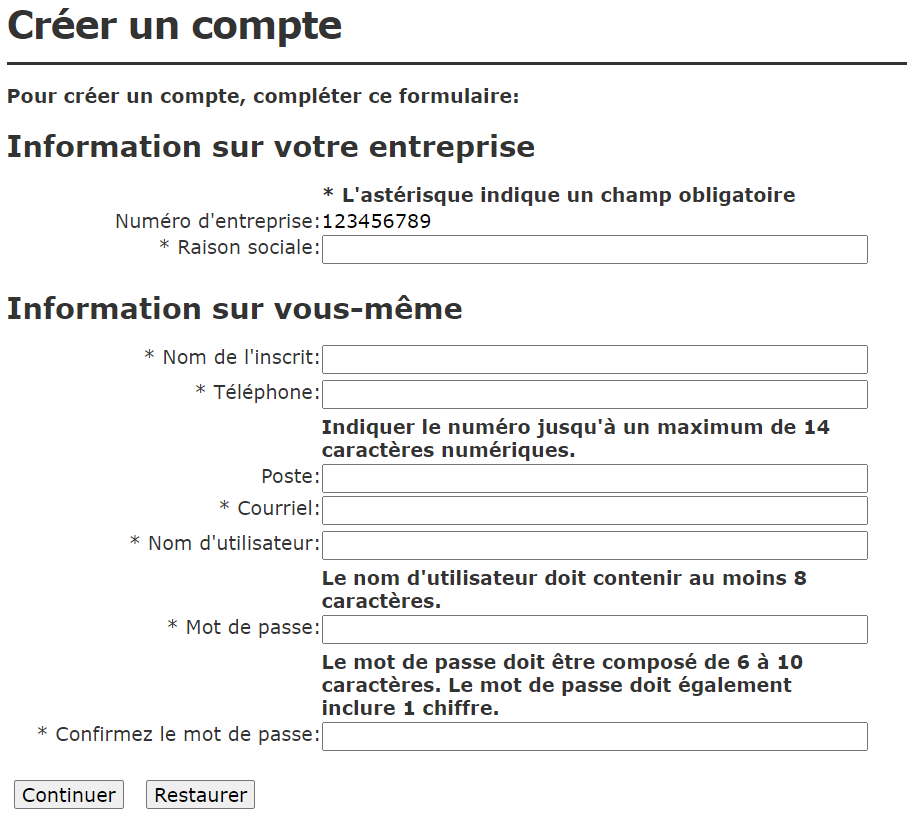 Créer un compte
Pour créer un compte, compléter ce formulaire:
Information sur votre entreprise
* L'astérisque indique un champ obligatoire
Numéro d'entreprise:123456789
* Raison sociale:
Information sur vous-même
* Nom de l'inscrit:
* Téléphone:
Indiquer le numéro jusqu'à un maximum de 14
caractères numériques.
Poste:
* Courriel:
* Nom d'utilisateur:
Le nom d'utilisateur doit contenir au moins 8
caractères.
* Mot de passe:
Le mot de passe doit être composé de 6 à 10
caractères. Le mot de passe doit également
inclure 1 chiffre.
* Confirmez le mot de passe:
Continuer Restaurer